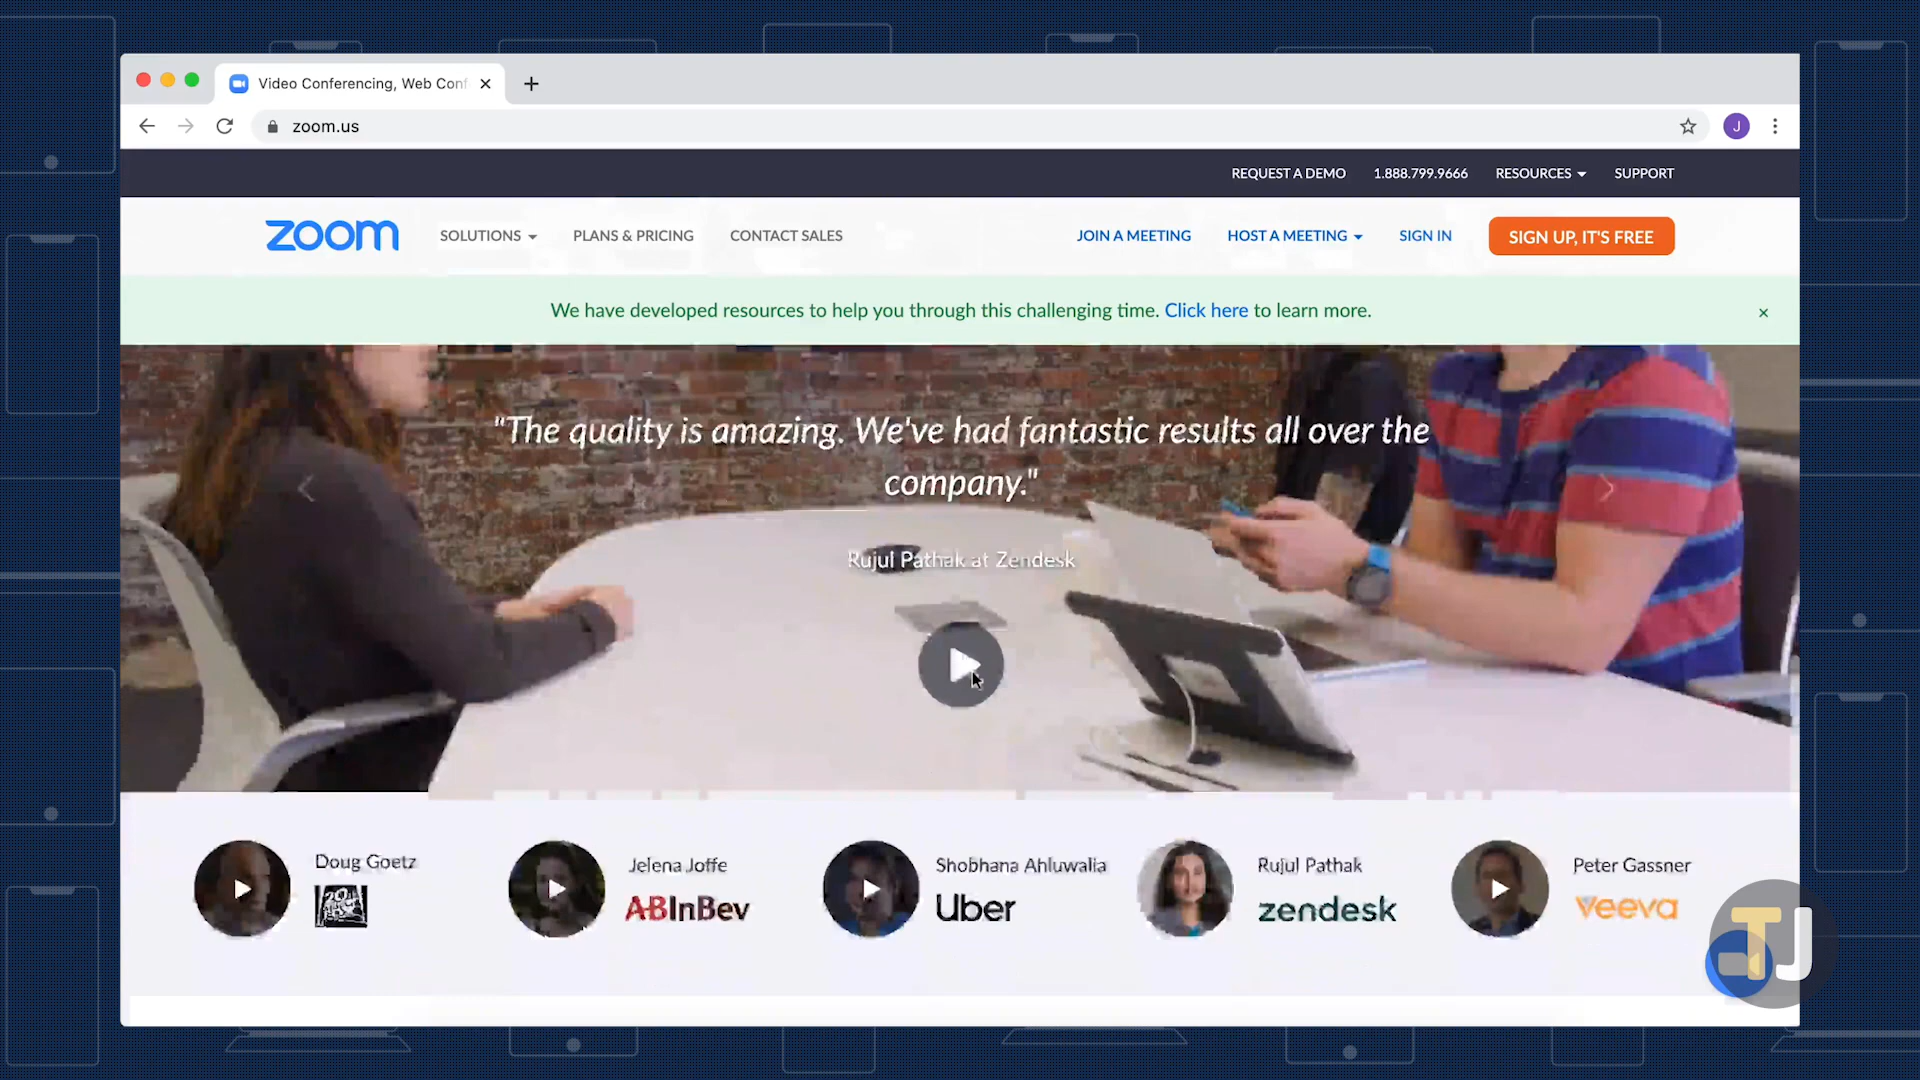 Video Conferencing, Web Conf
zoom.us
J
REQUEST A DEMO 1.888.799.9666 RESOURCES SUPPORT
zoom SOLUTIONS PLANS & PRICING CONTACT SALES JOIN A MEETING HOST A MEETING SIGN IN SIGN UP, IT'S FREE
We have developed resources to help you through this challenging time. Click here to learn more.
"The quality is amazing. We've had fantastic results all over the
company."
Rujul Pathak at Zendesk
Doug Goetz
20
Jelena Joffe
ABInBev
Shobhana Ahluwalia
Uber
Rujul Pathak
zendesk
Peter Gassner
Veeva
TJ